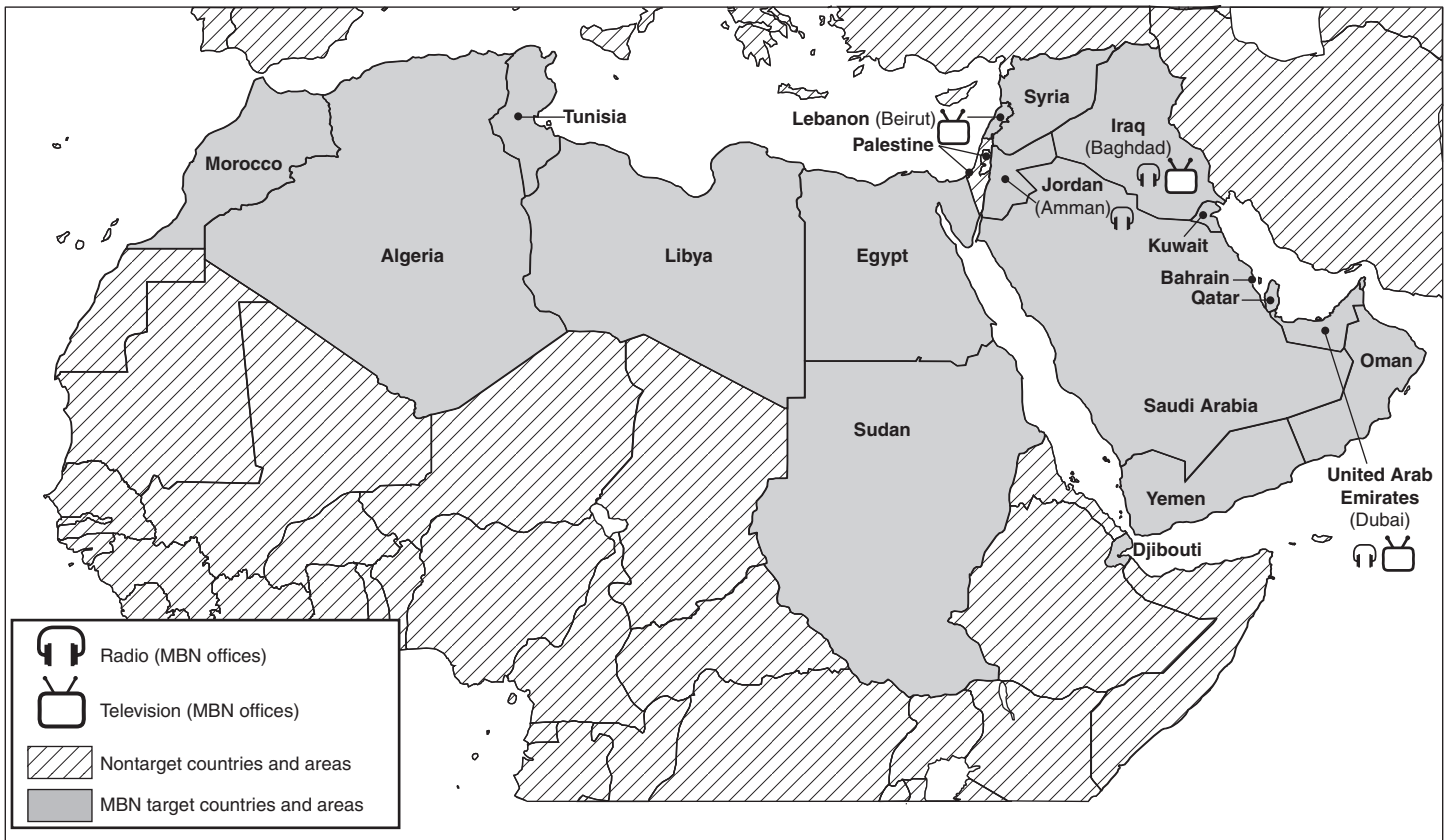 Tunisia
Syria
Lebanon (Beirut)
Palestine
Iraq
(Baghdad)
Morocco
Jordan
(Amman)
Kuwait
Algeria
Libya
Egypt
Bahrain
Qatar
Oman
Saudi Arabia
Sudan
United Arab
Emirates
(Dubai)
Yemen
Djibouti
Radio (MBN offices)
Television (MBN offices)
Nontarget countries and areas
MBN target countries and areas